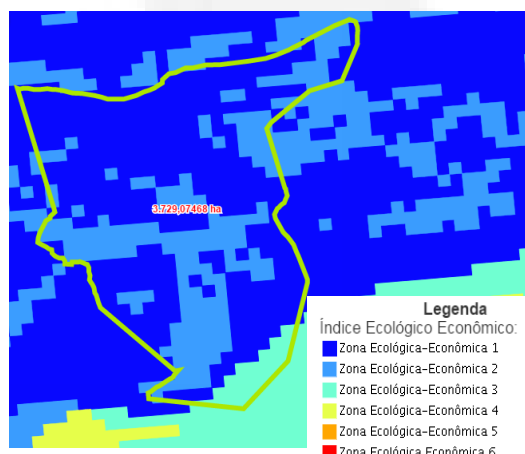 3.729,07468 ha
Legenda
Índice Ecológico Econômico:
Zona Ecológica-Econômica 1
Zona Ecológica-Econômica 2
Zona Ecológica-Econômica 3
Zona Ecológica-Econômica 4
Zona Ecológica-Econômica 5
Zona Ecológica Econômica 6